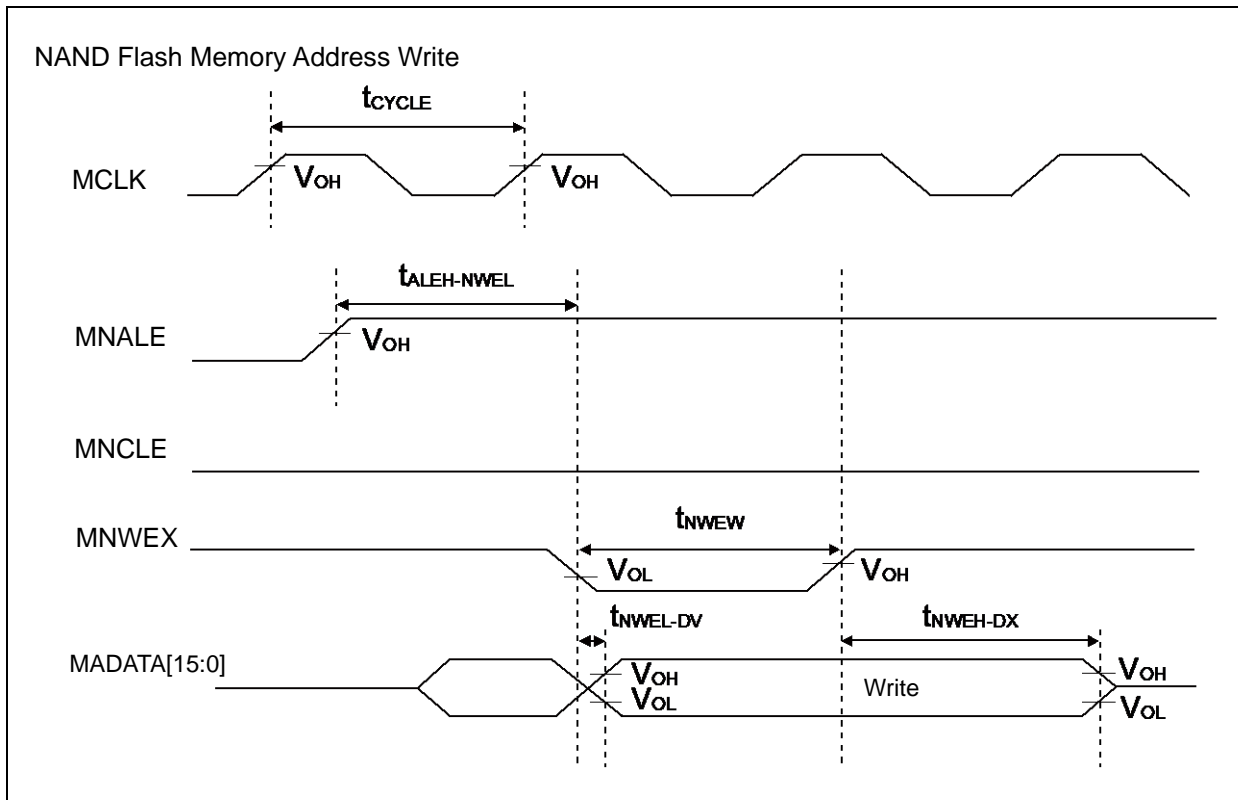 NAND Flash Memory Address Write
tCYCLE
MCLK
VOH
VOH
tALEH-NWEL
MNALE
VOH
MNCLE
tNWEW
MNWEX
VOL
VOH
tNWEL-DV
tNWEH-DX
MADATA[15:0]
VOH
VOL
Write
VOH
VOL